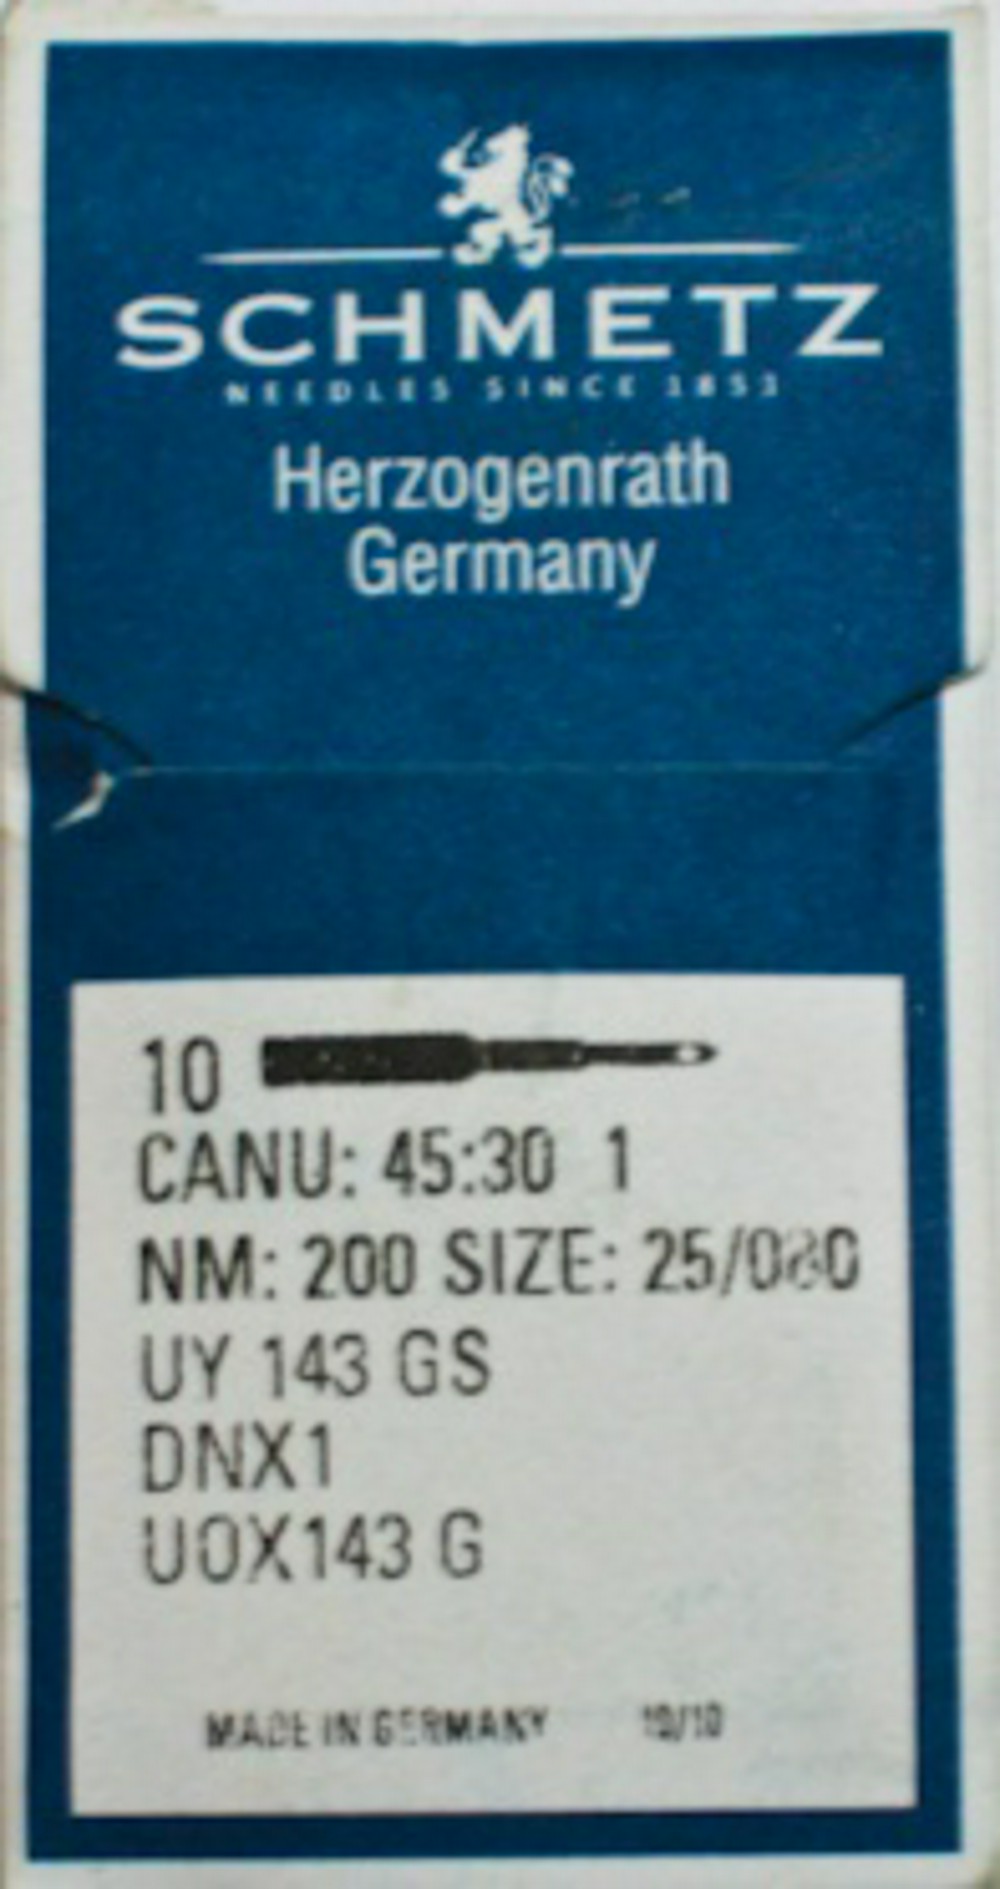 SCHMETZ
NEEDLES SINCE 1851
Herzogenrath
Germany
10
CANU: 45:30 1
NM: 200 SIZE: 25/080
UY 143 GS
DNX1
UOX143 G
MADE IN GERMANY 10/10